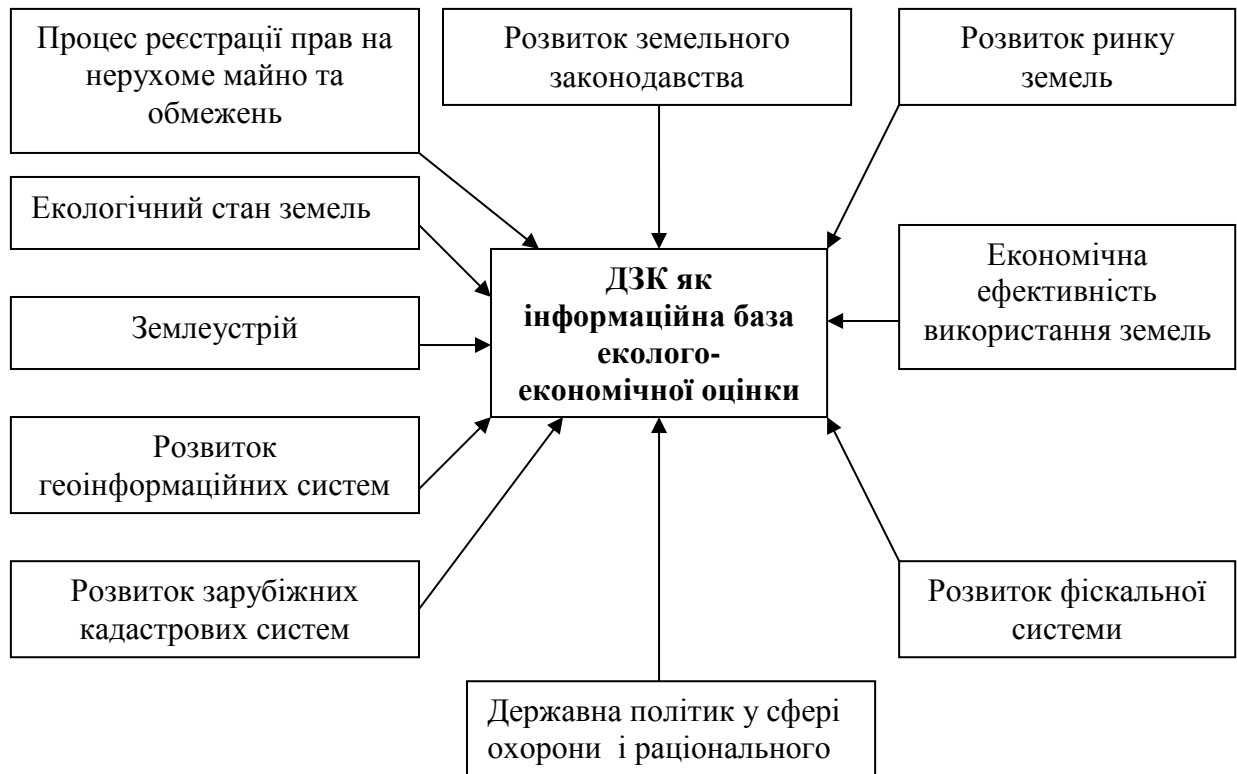 Процес реєстрації прав на
нерухоме майно та
обмежень
Розвиток земельного
законодавства
Розвиток ринку
земель
Екологічний стан земель
Землеустрій
ДЗК як
інформаційна база
еколого-
економічної оцінки
Економічна
ефективність
використання земель
Розвиток
геоінформаційних систем
Розвиток зарубіжних
кадастрових систем
Розвиток фіскальної
системи
Державна політик у сфері
охорони і раціонального